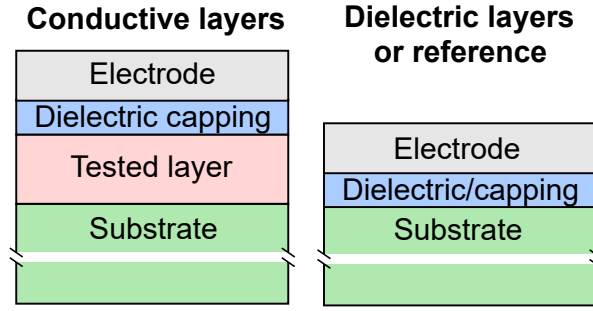 Conductive layers
Electrode
Dielectric capping
Tested layer
Substrate
Dielectric layers
or reference
Electrode
Dielectric/capping
Substrate